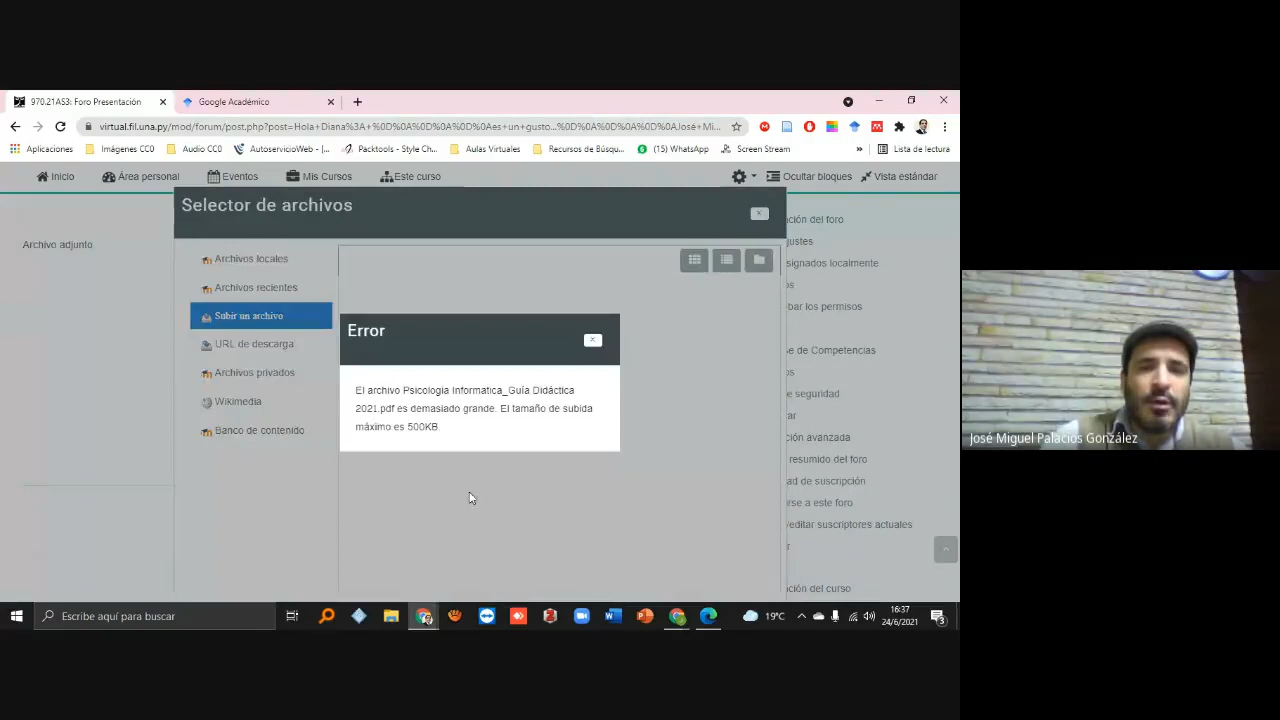 970.21AS3: Foro Presentación
Google Académico
virtual.fil.una.py/mod/forum/post.php?post=Hola+Diana%3A+%0D%0A%0D%0A%0D%0Aes+un+gusto...%0D%0A%0D%0A%0D%0AJosé+Mi...
Aplicaciones
Imágenes CC0
Audio CC0
AutoservicioWeb - (...
Packtools - Style Ch...
Aulas Virtuales
Recursos de Búsqu...
(15) WhatsApp
Screen Stream
»
Lista de lectura
Inicio
Área personal
Eventos
Mis Cursos
Este curso
Ocultar bloques
Vista estándar
Selector de archivos
Archivo adjunto
Archivos locales
Archivos recientes
Subir un archivo
URL de descarga
Archivos privados
Wikimedia
Banco de contenido
Error
El archivo Psicologia Informatica_Guía Didáctica
2021.pdf es demasiado grande. El tamaño de subida
máximo es 500KB.
ción del foro
justes
signados localmente
os
bar los permisos
e de Competencias
os
e seguridad
tar
ción avanzada
resumido del foro
ad de suscripción
rse a este foro
editar suscriptores actuales
r
ción del curso
José Miguel Palacios González
Escribe aquí para buscar
19°C
16:37
24/6/2021
3